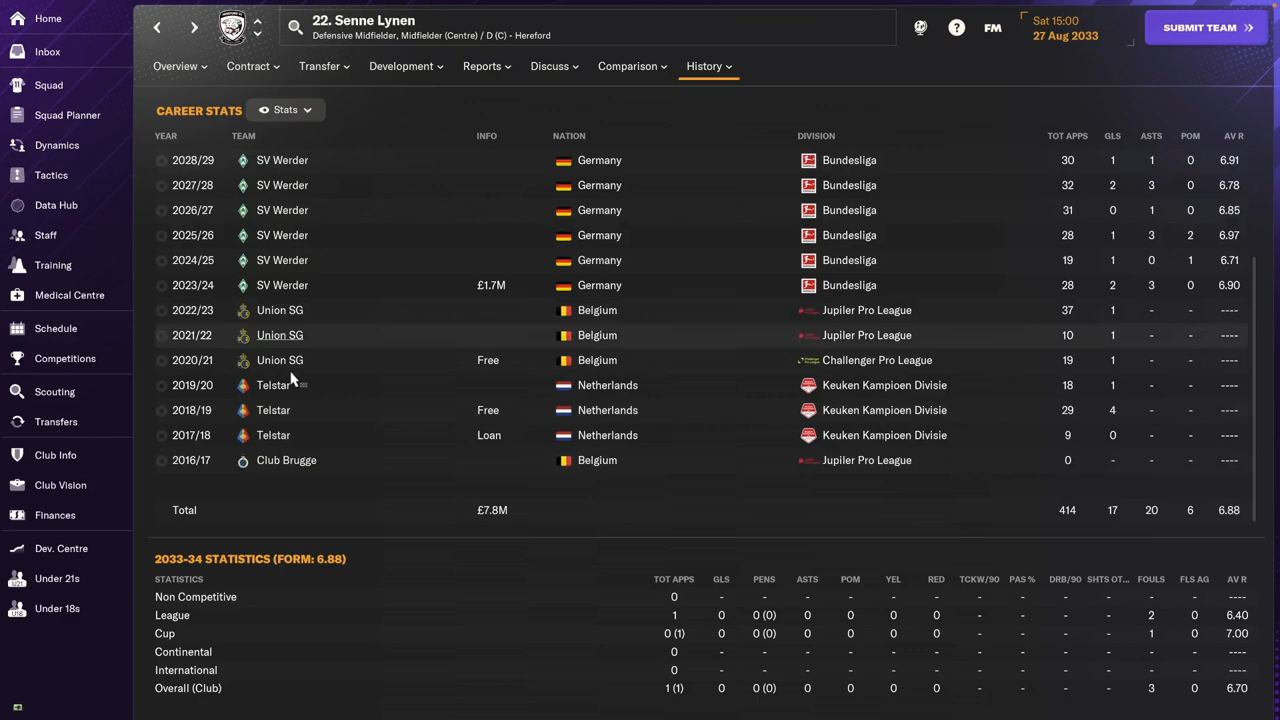 Home
22. Senne Lynen
Defensive Midfielder, Midfielder (Centre) / D (C) - Hereford
FM
Sat 15:00
27 Aug 2033
SUBMIT TEAM
Inbox
Overview Contract Transfer Development Reports Discuss Comparison History
Squad
Squad Planner
Dynamics
Tactics
Data Hub
Staff
Training
Medical Centre
Schedule
Competitions
Scouting
Transfers
Club Info
Club Vision
Finances
Dev. Centre
U21 Under 21s
U18 Under 18s
CAREER STATS Stats
YEAR TEAM INFO NATION DIVISION TOT APPS GLS ASTS POM AV R
2028/29 SV Werder Germany Bundesliga 30 1 1 0 6.91
2027/28 SV Werder Germany Bundesliga 32 2 3 0 6.78
2026/27 SV Werder Germany Bundesliga 31 0 1 0 6.85
2025/26 SV Werder Germany Bundesliga 28 1 3 2 6.97
2024/25 SV Werder Germany Bundesliga 19 1 0 1 6.71
2023/24 SV Werder £1.7M Germany Bundesliga 28 2 3 0 6.90
2022/23 Union SG Belgium Jupiler Pro League 37 1 - - ----
2021/22 Union SG Belgium Jupiler Pro League 10 1 - - ----
2020/21 Union SG Free Belgium Challenger Pro League 19 1 - - ----
2019/20 Telstar Netherlands Keuken Kampioen Divisie 18 1 - - ----
2018/19 Telstar Free Netherlands Keuken Kampioen Divisie 29 4 - - ----
2017/18 Telstar Loan Netherlands Keuken Kampioen Divisie 9 0 - - ----
2016/17 Club Brugge Belgium Jupiler Pro League 0 - - - ----
Total £7.8M 414 17 20 6 6.88
2033-34 STATISTICS (FORM: 6.88)
STATISTICS TOT APPS GLS PENS ASTS POM YEL RED TCKW/90 PAS % DRB/90 SHTS OT... FOULS FLS AG AV R
Non Competitive 0 - - - - - - - - - - - - ----
League 1 0 0 (0) 0 0 0 0 - - - - 2 0 6.40
Cup 0 (1) 0 0 (0) 0 0 0 0 - - - - 1 0 7.00
Continental 0 - - - - - - - - - - - - ----
International 0 - - - - - - - - - - - - ----
Overall (Club) 1 (1) 0 0 (0) 0 0 0 0 - - - - 3 0 6.70